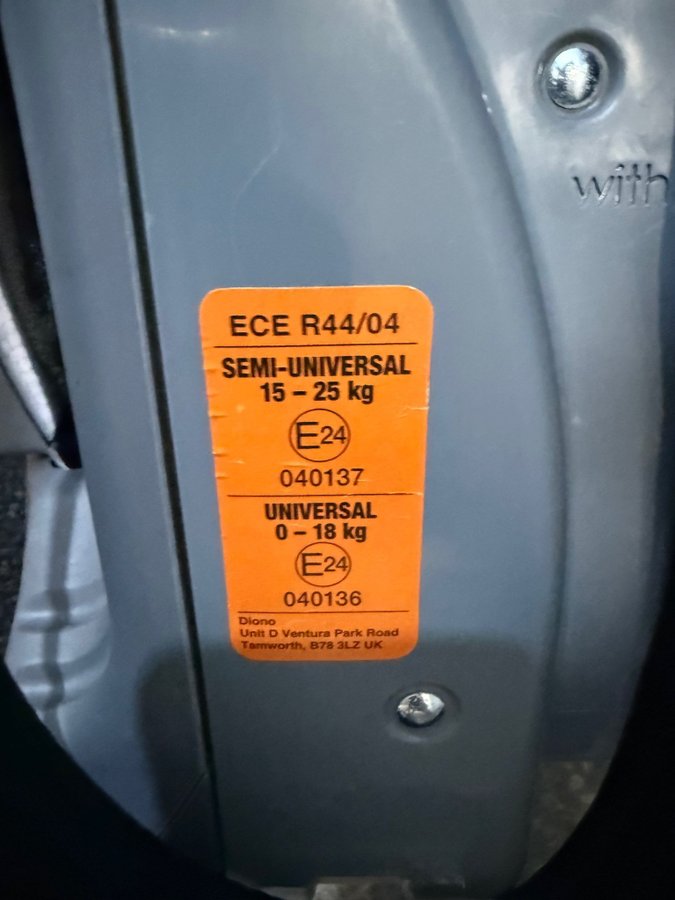 with
ECE R44/04
SEMI-UNIVERSAL
15 – 25 kg
E24
040137
UNIVERSAL
0 – 18 kg
E24
040136
Diono
Unit D Ventura Park Road
Tamworth, B78 3LZ UK